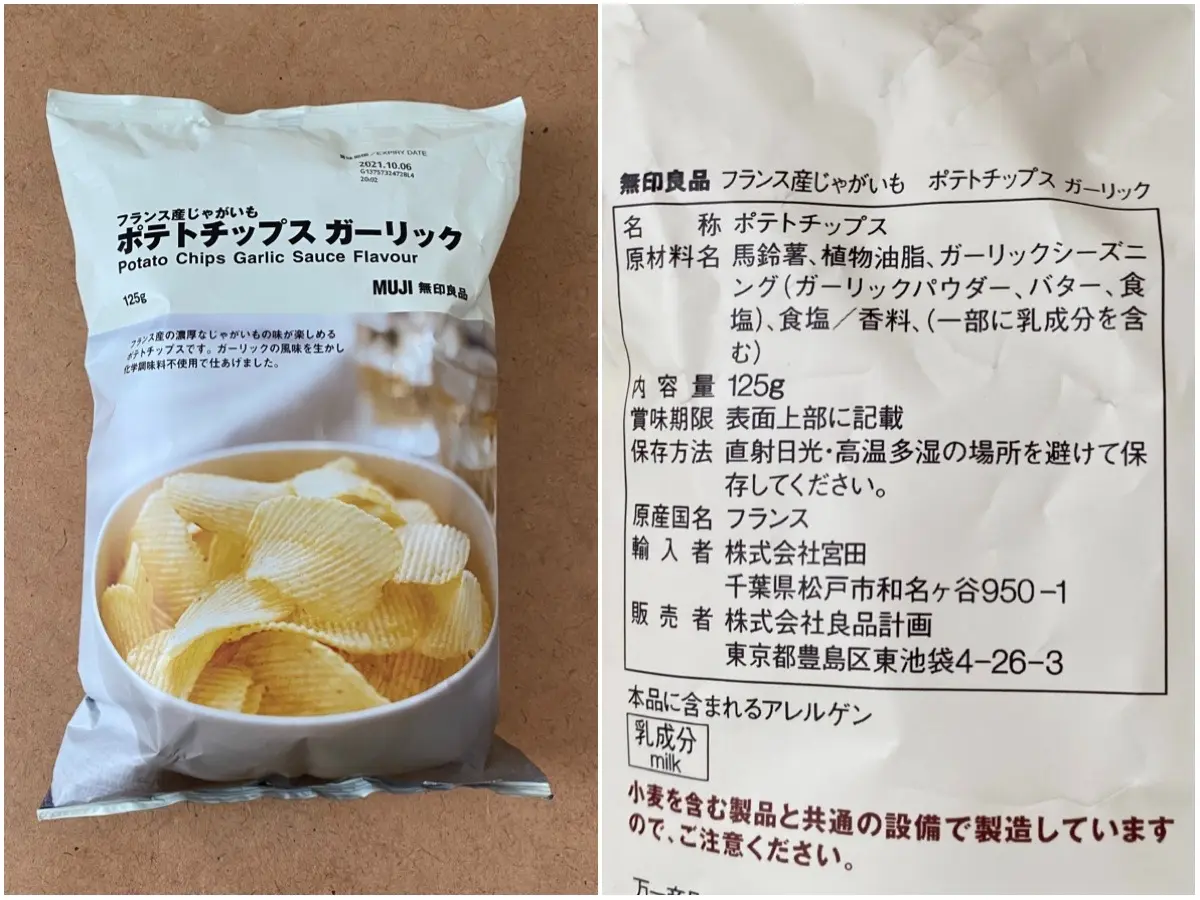 賞味期限/EXPIRY DATE
2021.10.06
20:02
フランス産じゃがいも
ポテトチップス ガーリック
Potato Chips Garlic Sauce Flavour
125g
MUJI 無印良品
フランス産の濃厚なじゃがいもの味が楽しめる
ポテトチップスです。ガーリックの風味を生かし
化学調味料不使用で仕あげました。
無印良品 フランス産じゃがいも ポテトチップス ガーリック
名称 ポテトチップス
原材料名 馬鈴薯、植物油脂、ガーリックシーズニ
ング(ガーリックパウダー、バター、食
塩)、食塩/香料、(一部に乳成分を含
む)
内容量 125g
賞味期限 表面上部に記載
保存方法 直射日光・高温多湿の場所を避けて保
存してください。
原産国名 フランス
輸入者 株式会社宮田
千葉県松戸市和名ヶ谷950-1
販売者 株式会社良品計画
東京都豊島区東池袋4-26-3
本品に含まれるアレルゲン
乳成分
milk
小麦を含む製品と共通の設備で製造しています
ので、ご注意ください。